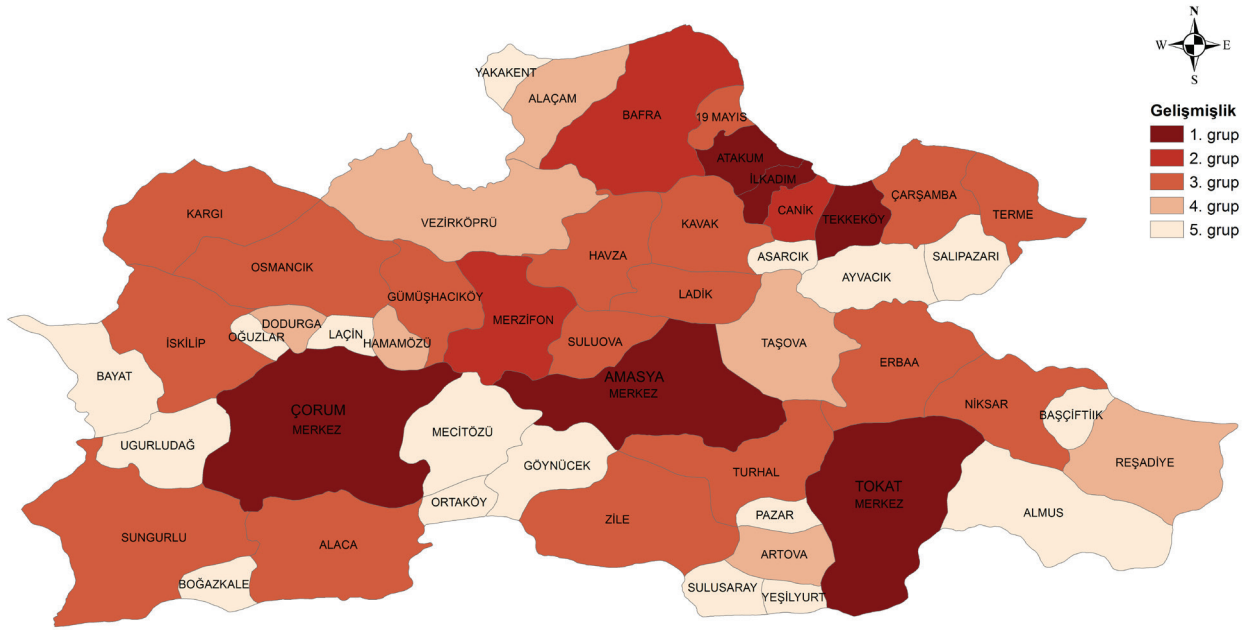 N
W
E
S
Gelişmişlik
1. grup
2. grup
3. grup
4. grup
5. grup
YAKAKENT
ALAÇAM
BAFRA
19 MAYIS
ATAKUM
İLKADIM
CANİK
TEKKEKÖY
ÇARŞAMBA
TERME
KARGI
VEZİRKÖPRÜ
KAVAK
HAVZA
ASARCIK
AYVACIK
SALIPAZARI
OSMANCIK
GÜMÜŞHACIKÖY
MERZİFON
LADİK
DODURGA
OĞUZLAR
LAÇİN
HAMAMÖZÜ
SULUOVA
TAŞOVA
ERBAA
İSKİLİP
BAYAT
AMASYA
MERKEZ
NİKSAR
BAŞÇİFTİIK
ÇORUM
MERKEZ
MECİTÖZÜ
UGURLUDAĞ
GÖYNÜCEK
TURHAL
REŞADİYE
TOKAT
MERKEZ
ORTAKÖY
ZİLE
PAZAR
ALMUS
SUNGURLU
ALACA
ARTOVA
BOĞAZKALE
SULUSARAY
YEŞİLYURT